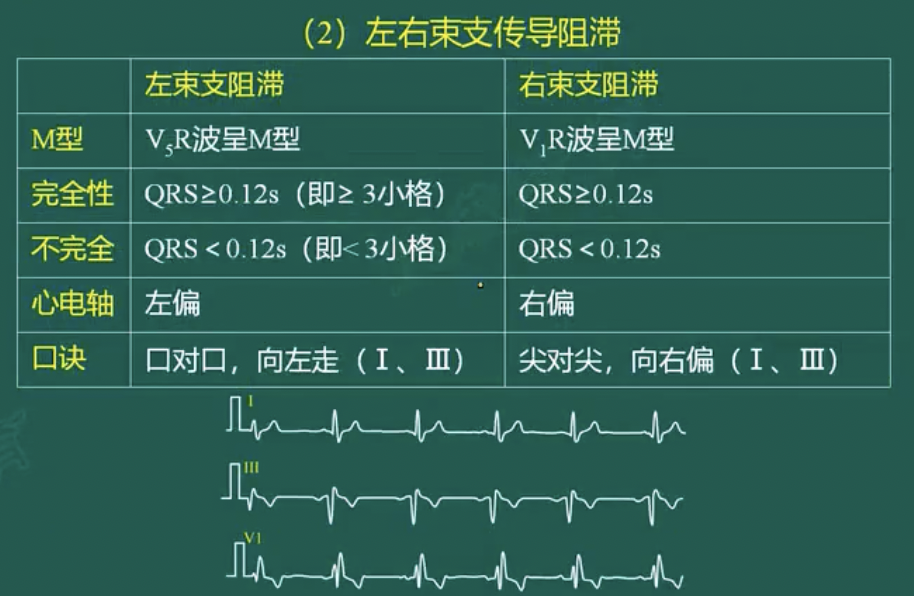 （2）左右束支传导阻滞
左束支阻滞 右束支阻滞
M型 V₅R波呈M型 V₁R波呈M型
完全性 QRS≥0.12s（即≥ 3小格） QRS≥0.12s
不完全 QRS＜0.12s（即< 3小格） QRS＜0.12s
心电轴 左偏 右偏
口诀 口对口，向左走（Ⅰ、Ⅲ） 尖对尖，向右偏（Ⅰ、Ⅲ）
I
III
V1